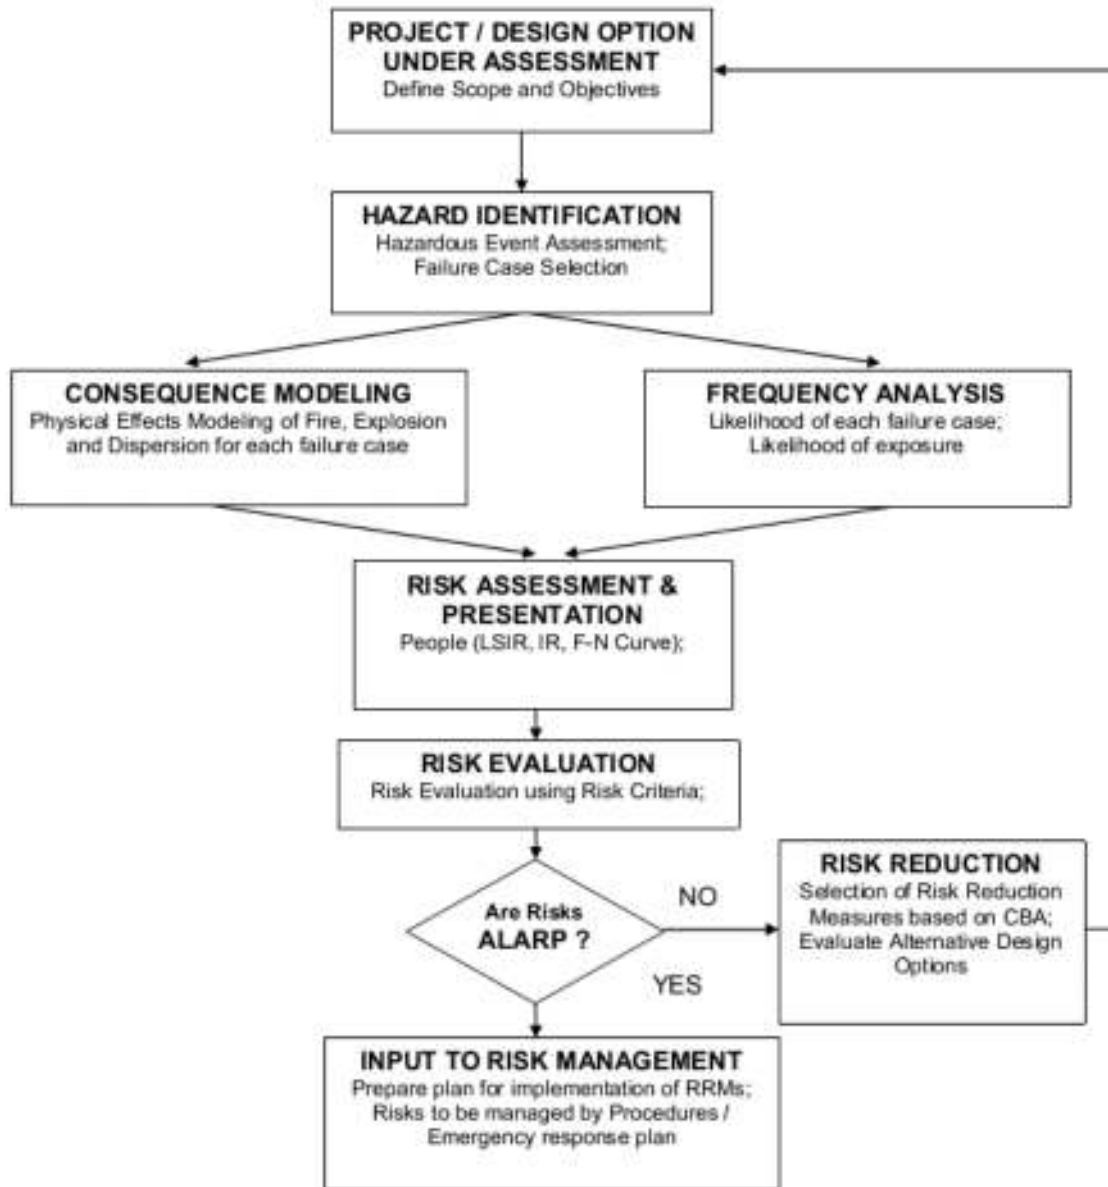 PROJECT / DESIGN OPTION
UNDER ASSESSMENT
Define Scope and Objectives
HAZARD IDENTIFICATION
Hazardous Event Assessment;
Failure Case Selection
CONSEQUENCE MODELING
Physical Effects Modeling of Fire, Explosion
and Dispersion for each failure case
FREQUENCY ANALYSIS
Likelihood of each failure case;
Likelihood of exposure
RISK ASSESSMENT &
PRESENTATION
People (LSIR, IR, F-N Curve);
RISK EVALUATION
Risk Evaluation using Risk Criteria;
Are Risks
ALARP ?
NO
YES
RISK REDUCTION
Selection of Risk Reduction
Measures based on CBA;
Evaluate Alternative Design
Options
INPUT TO RISK MANAGEMENT
Prepare plan for implementation of RRMs;
Risks to be managed by Procedures /
Emergency response plan